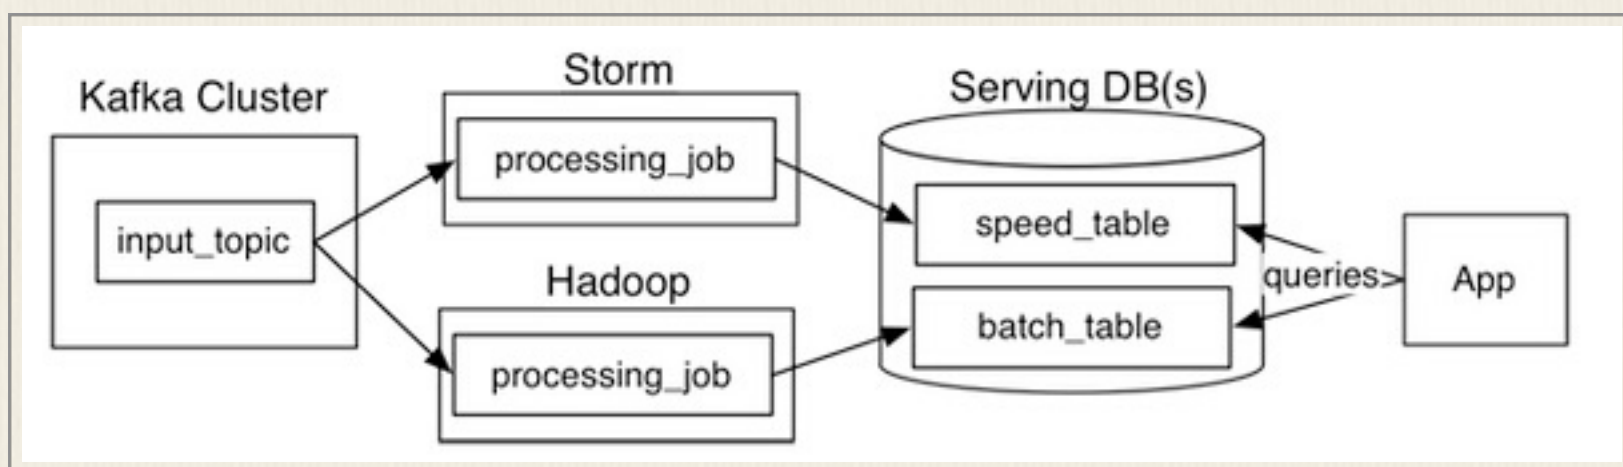 Kafka Cluster
input_topic
Storm
processing_job
Hadoop
processing_job
Serving DB(s)
speed_table
batch_table
queries
App